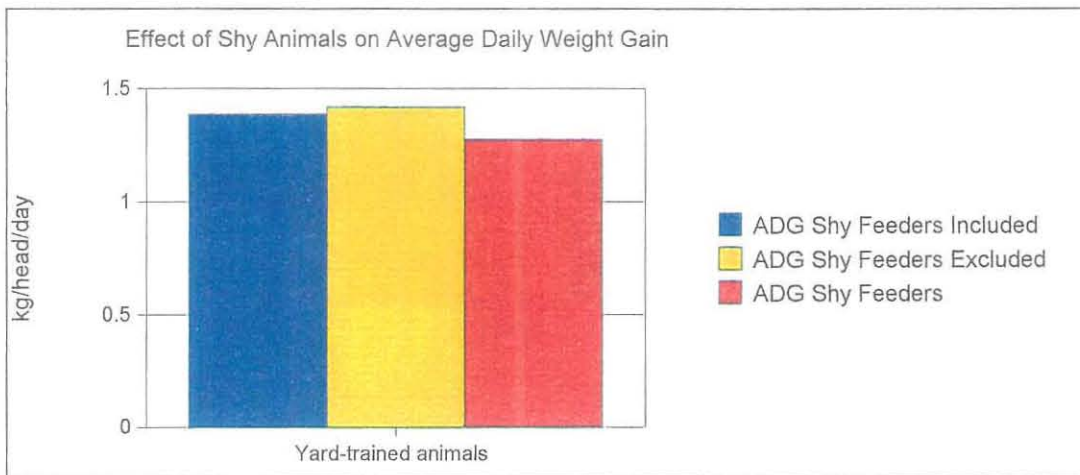 Effect of Shy Animals on Average Daily Weight Gain
1.5
1
0.5
0
kg/head/day
Yard-trained animals
ADG Shy Feeders Included
ADG Shy Feeders Excluded
ADG Shy Feeders